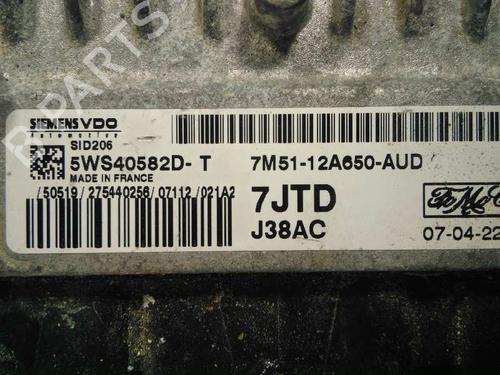 SIEMENS VDO
Automotive
SID206
5WS40582D-T
MADE IN FRANCE
/50519/275440256/07112/021A2
7M51-12A650-AUD
7JTD
J38AC
FoMoCo
07-04-22
PARTS